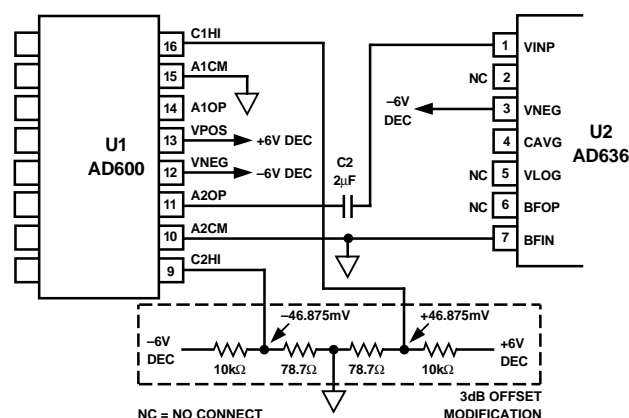 C1HI
16
A1CM
15
A1OP
14
VPOS
13
+6V DEC
VNEG
12
–6V DEC
A2OP
11
A2CM
10
C2HI
9
U1
AD600
C2
2µF
1
VINP
NC
2
–6V
DEC
3
VNEG
4
CAVG
NC
5
VLOG
NC
6
BFOP
7
BFIN
U2
AD636
–46.875mV
+46.875mV
–6V
DEC
10kΩ
78.7Ω
78.7Ω
10kΩ
+6V
DEC
NC = NO CONNECT
3dB OFFSET
MODIFICATION